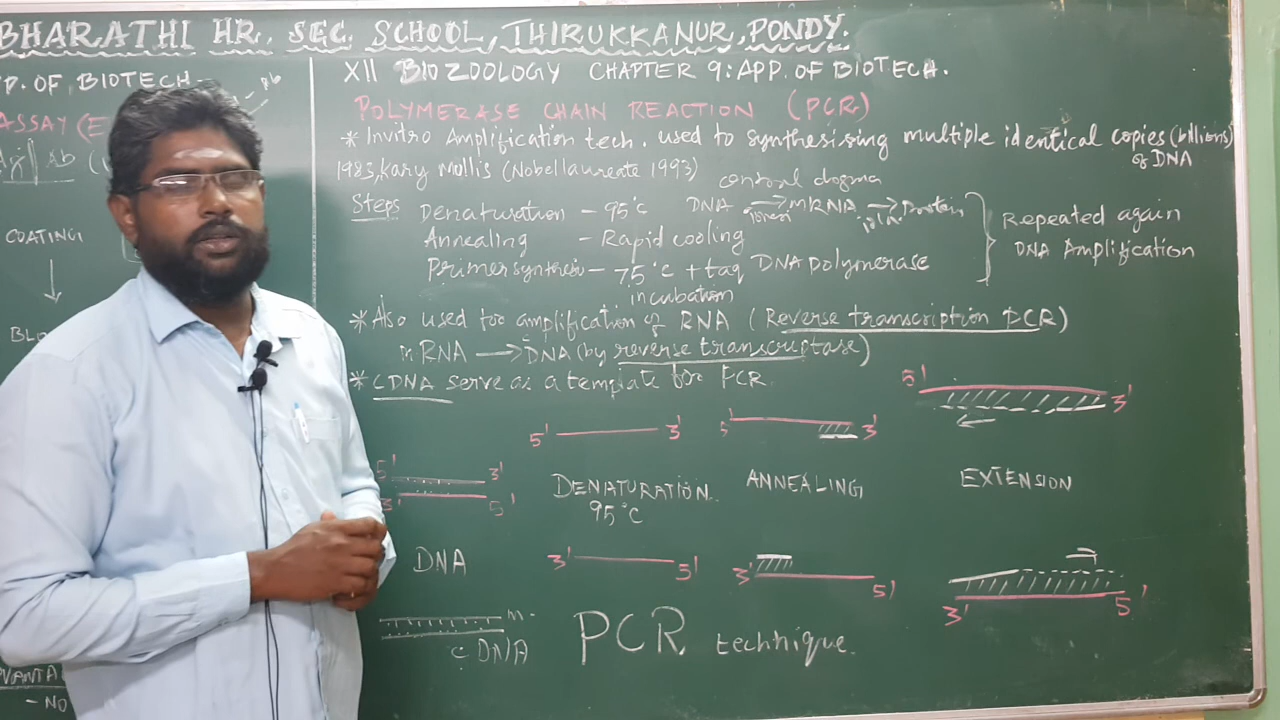 BHARATHI HR. SEC. SCHOOL, THIRUKKANUR, PONDY.
P. OF BIOTECH-
Ab
ASSAY (E
Ag Ab
COATING
BLO
- NO
XII BIOZOOLOGY CHAPTER 9: APP. OF BIOTECH.
POLYMERASE CHAIN REACTION (PCR)
* Invitro Amplification tech. used to synthesising multiple identical copies (billions) of DNA
1983, Kary Mullis (Nobel laureate 1993)
central dogma
Steps Denaturation - 95°c DNA → mRNA → Protein
Annealing - Rapid cooling
Primer synthesis - 75°c + taq DNA polymerase
incubation
Repeated again
DNA Amplification
* Also used for amplification of RNA (Reverse transcription PCR)
mRNA → DNA (by reverse transcriptase)
* CDNA serve as a template for PCR.
5' 3'
5' 3'
5' 3'
5' 3'
3' 5'
DENATURATION
95°c
ANNEALING
EXTENSION
DNA
3' 5'
3' 5'
3' 5'
m-
cDNA
PCR technique.